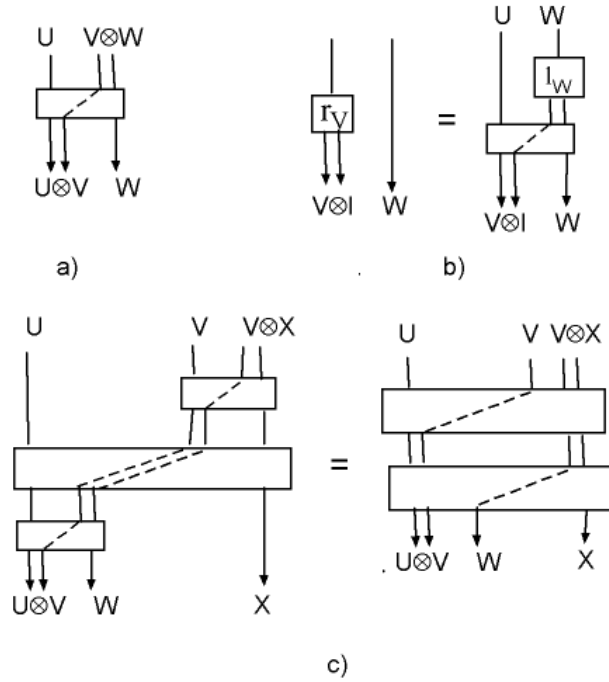 U V⊗W
U⊗V W
a)
r_V
V⊗I W
=
U W
l_W
V⊗I W
b)
U V V⊗X
U⊗V W X
=
U V V⊗X
U⊗V W X
c)